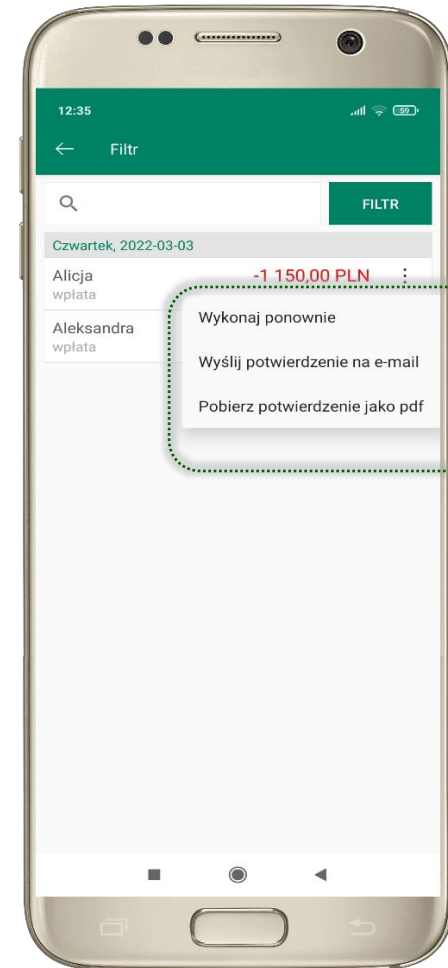 12:35
59
Filtr
FILTR
Czwartek, 2022-03-03
Alicja -1 150,00 PLN
wpłata
Aleksandra
wpłata
Wykonaj ponownie
Wyślij potwierdzenie na e-mail
Pobierz potwierdzenie jako pdf